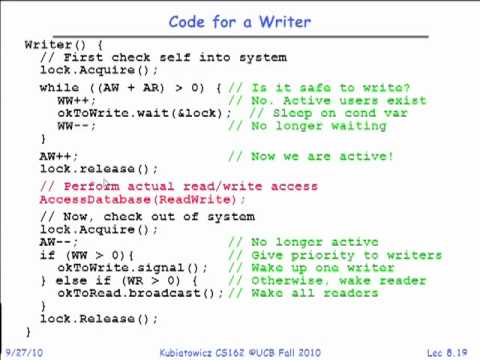 Code for a Writer
Writer() {
// First check self into system
lock.Acquire();
while ((AW + AR) > 0) { // Is it safe to write?
WW++; // No. Active users exist
okToWrite.wait(&lock); // Sleep on cond var
WW--; // No longer waiting
}
AW++; // Now we are active!
lock.release();
// Perform actual read/write access
AccessDatabase(ReadWrite);
// Now, check out of system
lock.Acquire();
AW--; // No longer active
if (WW > 0){ // Give priority to writers
okToWrite.signal(); // Wake up one writer
} else if (WR > 0) { // Otherwise, wake reader
okToRead.broadcast(); // Wake all readers
}
lock.Release();
}
9/27/10 Kubiatowicz CS162 ©UCB Fall 2010 Lec 8.19